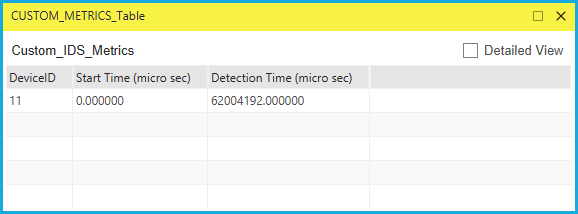 CUSTOM_METRICS_Table
Custom_IDS_Metrics Detailed View
DeviceID Start Time (micro sec) Detection Time (micro sec)
11 0.000000 62004192.000000